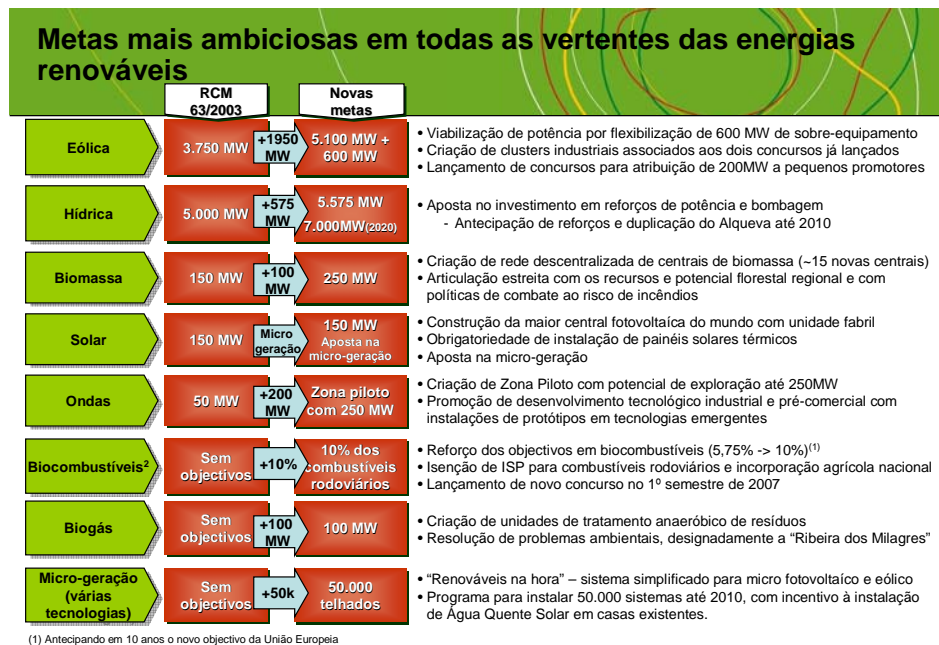 Metas mais ambiciosas em todas as vertentes das energias
renováveis
RCM
63/2003
Novas
metas
Eólica
3.750 MW
+1950
MW
5.100 MW +
600 MW
• Viabilização de potência por flexibilização de 600 MW de sobre-equipamento
• Criação de clusters industriais associados aos dois concursos já lançados
• Lançamento de concursos para atribuição de 200MW a pequenos promotores
Hídrica
5.000 MW
+575
MW
5.575 MW
7.000MW(2020)
• Aposta no investimento em reforços de potência e bombagem
- Antecipação de reforços e duplicação do Alqueva até 2010
Biomassa
150 MW
+100
MW
250 MW
• Criação de rede descentralizada de centrais de biomassa (~15 novas centrais)
• Articulação estreita com os recursos e potencial florestal regional e com
políticas de combate ao risco de incêndios
Solar
150 MW
Micro
geração
150 MW
Aposta na
micro-geração
• Construção da maior central fotovoltaíca do mundo com unidade fabril
• Obrigatoriedade de instalação de painéis solares térmicos
• Aposta na micro-geração
Ondas
50 MW
+200
MW
Zona piloto
com 250 MW
• Criação de Zona Piloto com potencial de exploração até 250MW
• Promoção de desenvolvimento tecnológico industrial e pré-comercial com
instalações de protótipos em tecnologias emergentes
Biocombustíveis²
Sem
objectivos
+10%
10% dos
combustíveis
rodoviários
• Reforço dos objectivos em biocombustíveis (5,75% -> 10%)(1)
• Isenção de ISP para combustíveis rodoviários e incorporação agrícola nacional
• Lançamento de novo concurso no 1º semestre de 2007
Biogás
Sem
objectivos
+100
MW
100 MW
• Criação de unidades de tratamento anaeróbico de resíduos
• Resolução de problemas ambientais, designadamente a “Ribeira dos Milagres”
Micro-geração
(várias
tecnologias)
Sem
objectivos
+50k
50.000
telhados
• “Renováveis na hora” – sistema simplificado para micro fotovoltaíco e eólico
• Programa para instalar 50.000 sistemas até 2010, com incentivo à instalação
de Água Quente Solar em casas existentes.
(1) Antecipando em 10 anos o novo objectivo da União Europeia